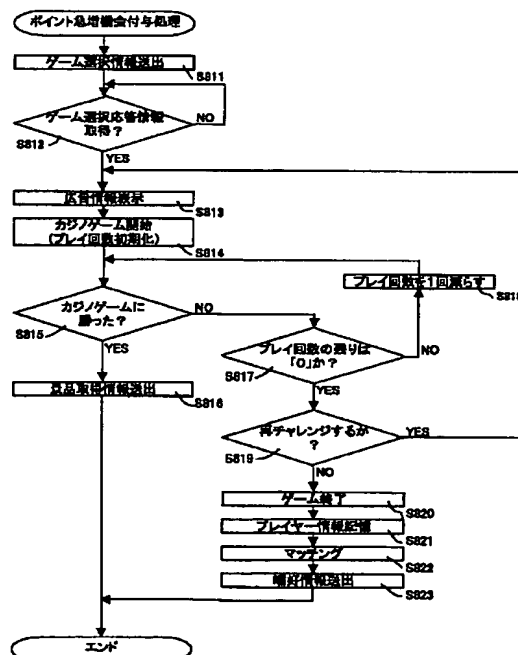 ポイント急増機会付与処理
ゲーム選択情報送出
S811
ゲーム選択応答情報
取得？
NO
S812
YES
広告情報表示
S813
カジノゲーム開始
(プレイ回数初期化)
S814
プレイ回数を1回減らす
S818
カジノゲームに
勝った？
NO
S815
YES
プレイ回数の残りは
「0」か？
NO
S817
YES
景品取得情報送出
S816
再チャレンジするか
？
YES
S819
NO
ゲーム終了
S820
プレイヤー情報記憶
S821
マッチング
S822
嗜好情報送出
S823
エンド